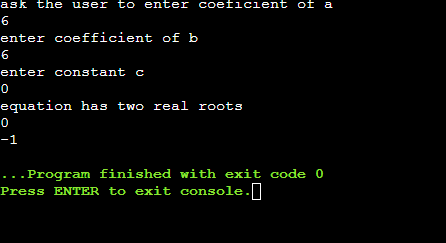 ask the user to enter coeficient of a
6
enter coefficient of b
6
enter constant c
0
equation has two real roots
0
-1
...Program finished with exit code 0
Press ENTER to exit console.